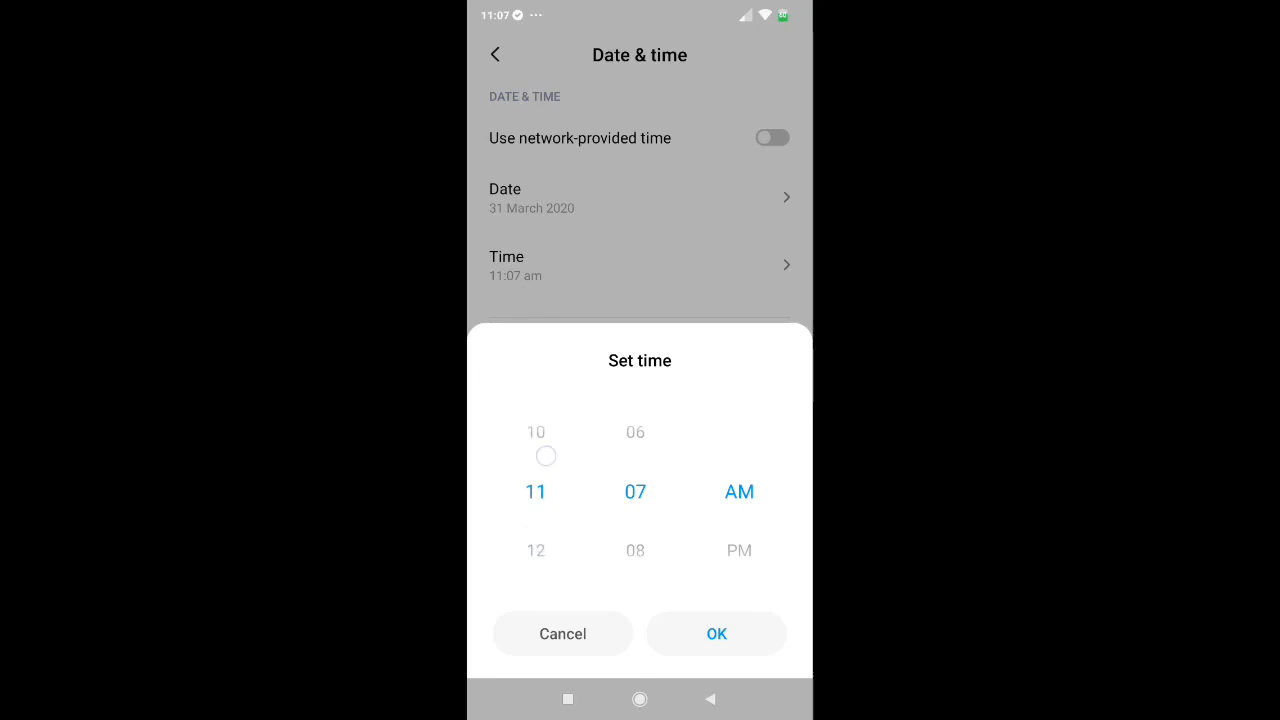 11:07 ...
Date & time
DATE & TIME
Use network-provided time
Date
31 March 2020
Time
11:07 am
Set time
10 06
11 07 AM
12 08 PM
Cancel OK